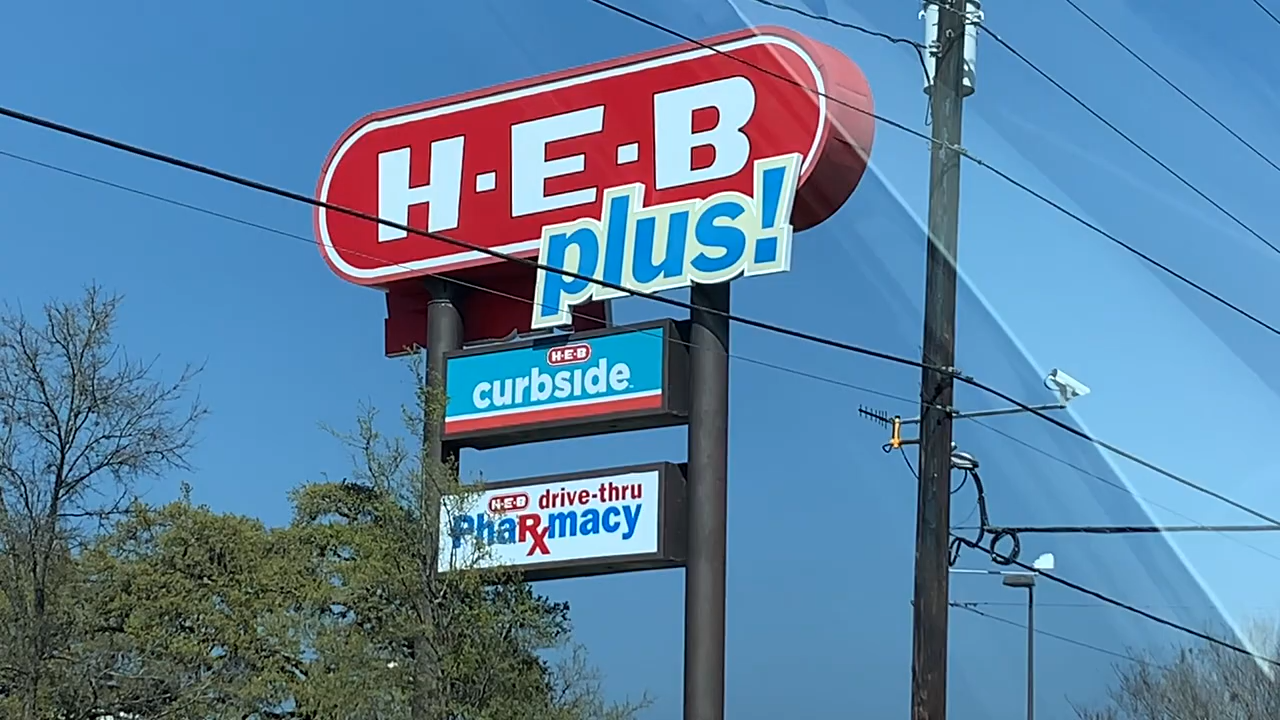 H·E·B
plus!
H·E·B
curbside
H·E·B drive-thru
PhaRxmacy